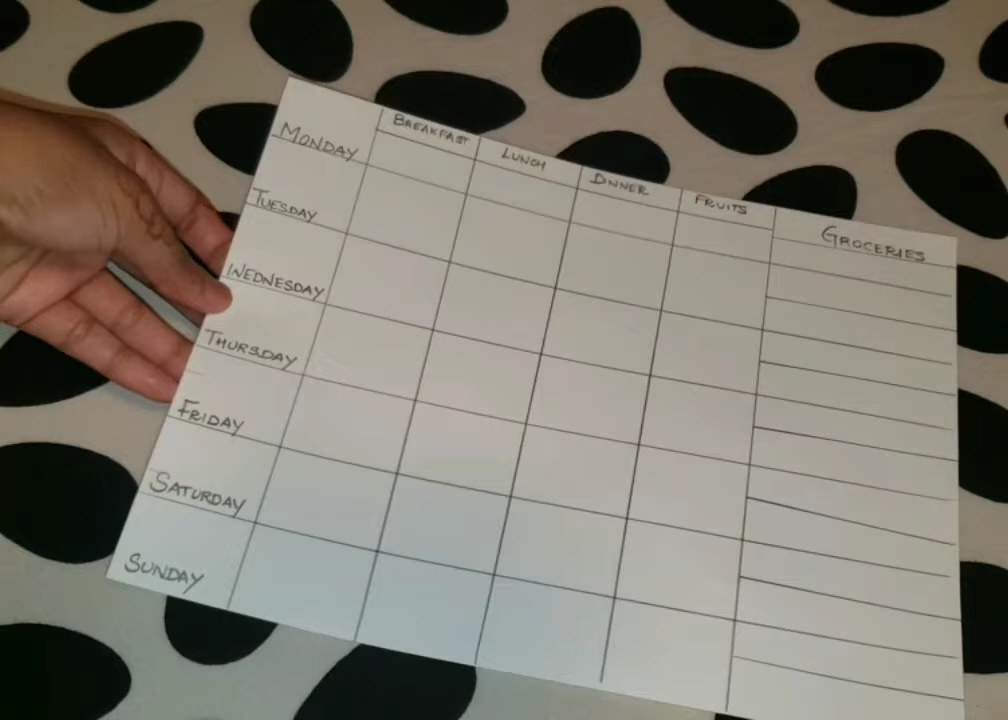 BREAKFAST LUNCH DINNER FRUITS GROCERIES
MONDAY
TUESDAY
WEDNESDAY
THURSDAY
FRIDAY
SATURDAY
SUNDAY